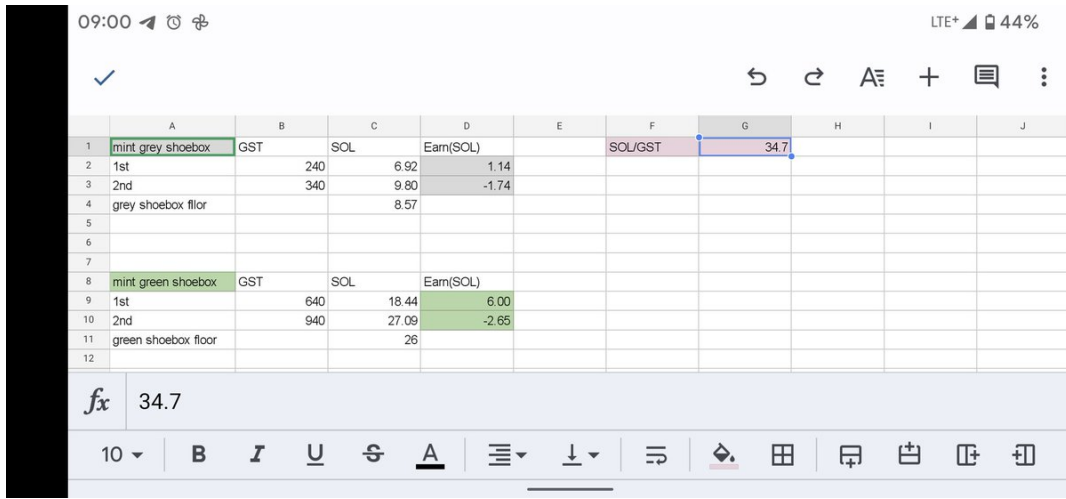 09:00 LTE+ 44%
A B C D E F G H I J
1 mint grey shoebox GST SOL Earn(SOL) SOL/GST 34.7
2 1st 240 6.92 1.14
3 2nd 340 9.80 -1.74
4 grey shoebox fllor 8.57
5
6
7
8 mint green shoebox GST SOL Earn(SOL)
9 1st 640 18.44 6.00
10 2nd 940 27.09 -2.65
11 green shoebox floor 26
12
fx 34.7
10 B I U S A